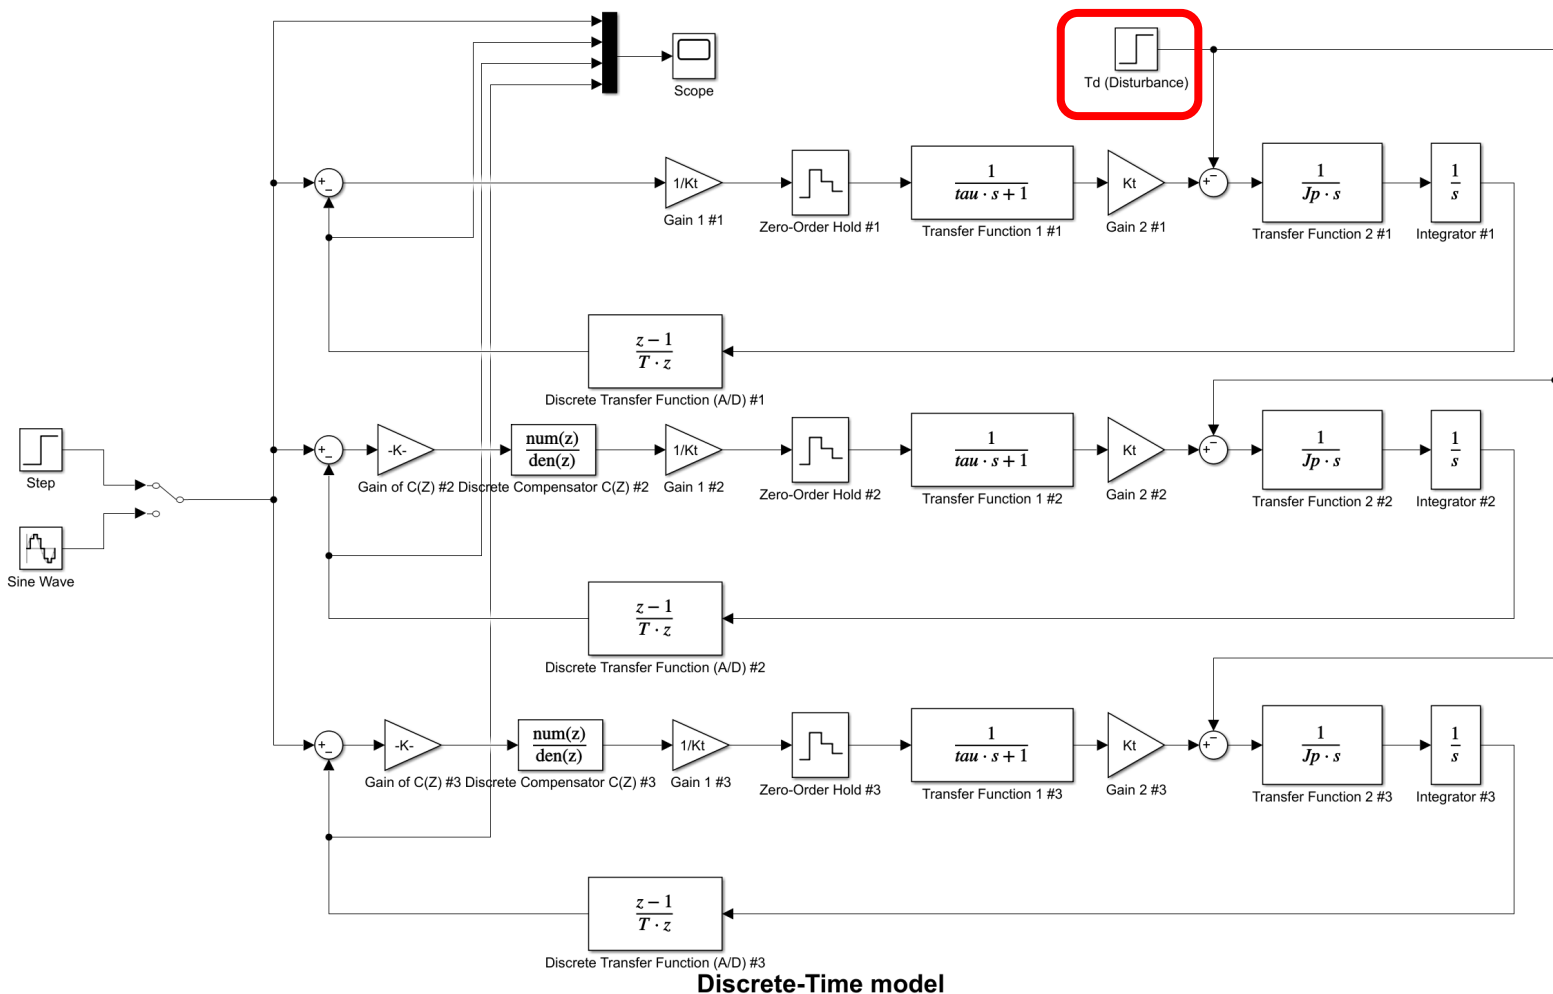 Scope
Td (Disturbance)
+ −
1/Kt
Gain 1 #1
Zero-Order Hold #1
1
tau · s + 1
Transfer Function 1 #1
Kt
Gain 2 #1
+ −
1
Jp · s
Transfer Function 2 #1
1
s
Integrator #1
z − 1
T · z
Discrete Transfer Function (A/D) #1
Step
Sine Wave
+ −
-K-
Gain of C(Z) #2
num(z)
den(z)
Discrete Compensator C(Z) #2
1/Kt
Gain 1 #2
Zero-Order Hold #2
1
tau · s + 1
Transfer Function 1 #2
Kt
Gain 2 #2
+ −
1
Jp · s
Transfer Function 2 #2
1
s
Integrator #2
z − 1
T · z
Discrete Transfer Function (A/D) #2
+ −
-K-
Gain of C(Z) #3
num(z)
den(z)
Discrete Compensator C(Z) #3
1/Kt
Gain 1 #3
Zero-Order Hold #3
1
tau · s + 1
Transfer Function 1 #3
Kt
Gain 2 #3
+ −
1
Jp · s
Transfer Function 2 #3
1
s
Integrator #3
z − 1
T · z
Discrete Transfer Function (A/D) #3
Discrete-Time model